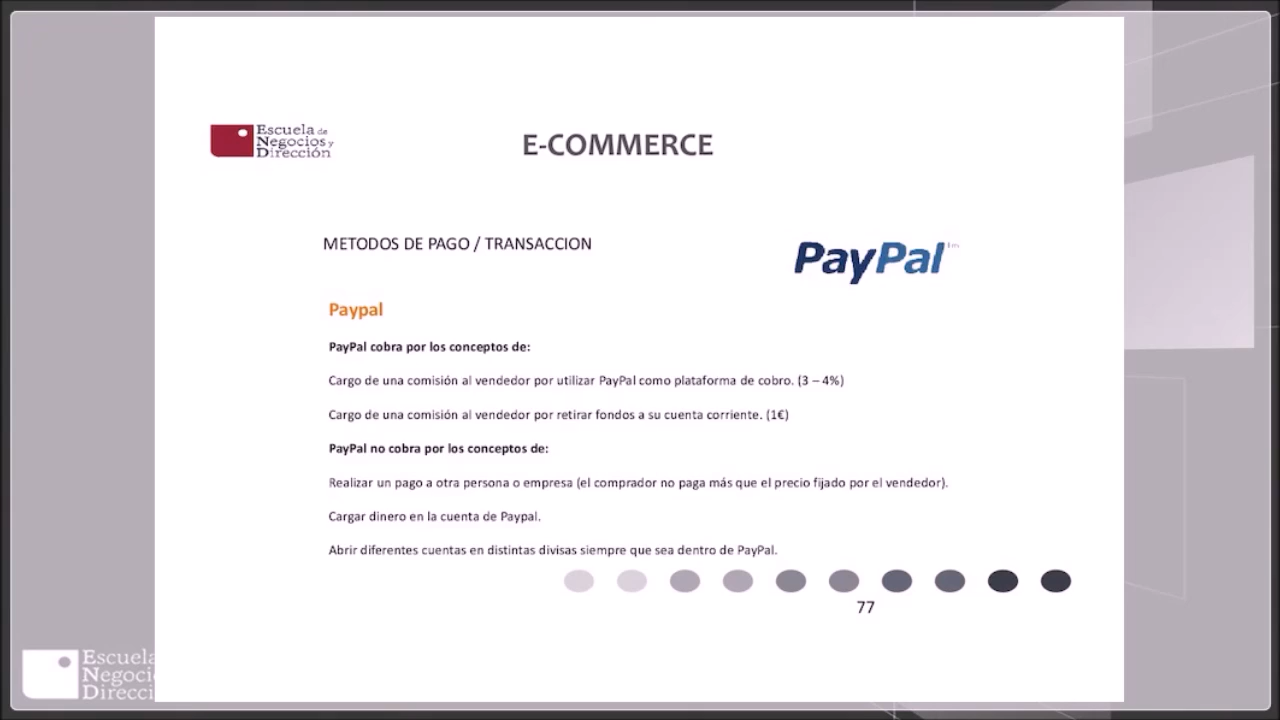 Escuela de
Negocios y
Dirección
E-COMMERCE
METODOS DE PAGO / TRANSACCION
PayPal™
Paypal
PayPal cobra por los conceptos de:
Cargo de una comisión al vendedor por utilizar PayPal como plataforma de cobro. (3 – 4%)
Cargo de una comisión al vendedor por retirar fondos a su cuenta corriente. (1€)
PayPal no cobra por los conceptos de:
Realizar un pago a otra persona o empresa (el comprador no paga más que el precio fijado por el vendedor).
Cargar dinero en la cuenta de Paypal.
Abrir diferentes cuentas en distintas divisas siempre que sea dentro de PayPal.
77
Escuela
Negoci
Direcci